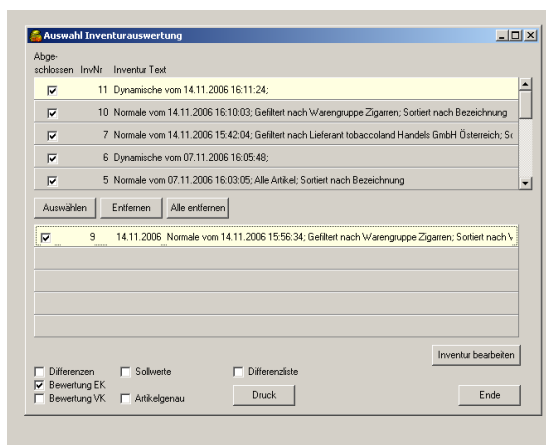 Auswahl Inventurauswertung
Abge-
schlossen InvNr Inventur Text
11 Dynamische vom 14.11.2006 16:11:24;
10 Normale vom 14.11.2006 16:10:03; Gefiltert nach Warengruppe Zigarren; Sortiert nach Bezeichnung
7 Normale vom 14.11.2006 15:42:04; Gefiltert nach Lieferant tobaccoland Handels GmbH Österreich; Sc
6 Dynamische vom 07.11.2006 16:05:48;
5 Normale vom 07.11.2006 16:03:05; Alle Artikel; Sortiert nach Bezeichnung
Auswählen Entfernen Alle entfernen
9 14.11.2006 Normale vom 14.11.2006 15:56:34; Gefiltert nach Warengruppe Zigarren; Sortiert nach
Inventur bearbeiten
Differenzen Sollwerte Differenzliste
Bewertung EK
Bewertung VK Artikelgenau Druck Ende